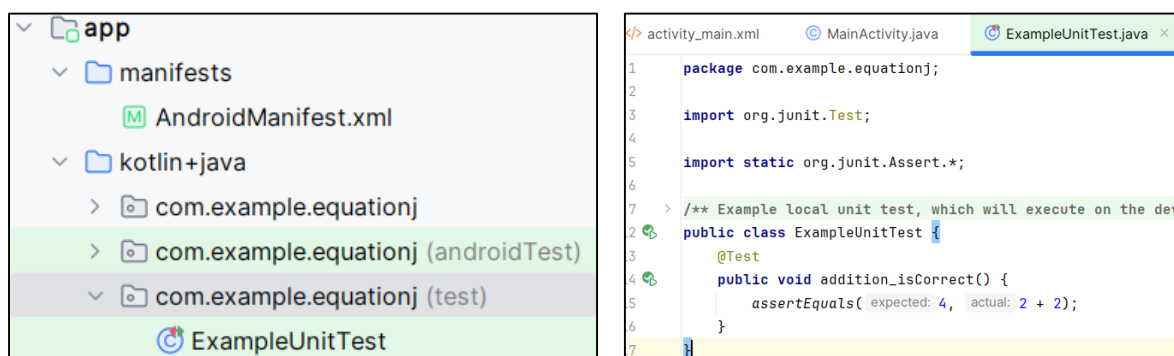 app
manifests
AndroidManifest.xml
kotlin+java
com.example.equationj
com.example.equationj (androidTest)
com.example.equationj (test)
ExampleUnitTest
activity_main.xml MainActivity.java ExampleUnitTest.java
1 package com.example.equationj;
2
3 import org.junit.Test;
4
5 import static org.junit.Assert.*;
6
7 /** Example local unit test, which will execute on the
.2 public class ExampleUnitTest {
.3 @Test
.4 public void addition_isCorrect() {
.5 assertEquals( expected: 4, actual: 2 + 2);
.6 }
.7 }